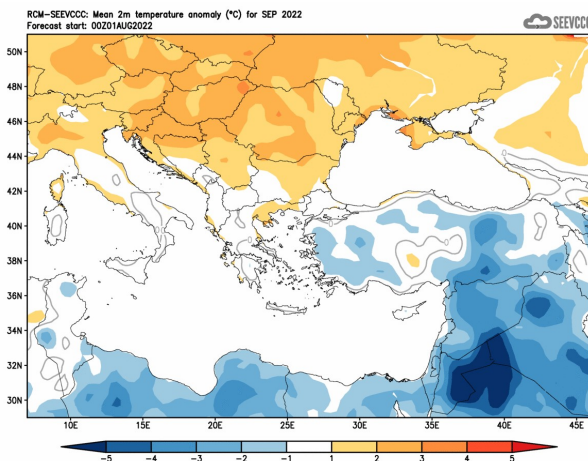 RCM-SEEVCCC: Mean 2m temperature anomaly (°C) for SEP 2022
Forecast start: 00Z01AUG2022
SEEVCCC
50N
48N
46N
44N
42N
40N
38N
36N
34N
32N
30N
10E 15E 20E 25E 30E 35E 40E 45E
-5 -4 -3 -2 -1 1 2 3 4 5